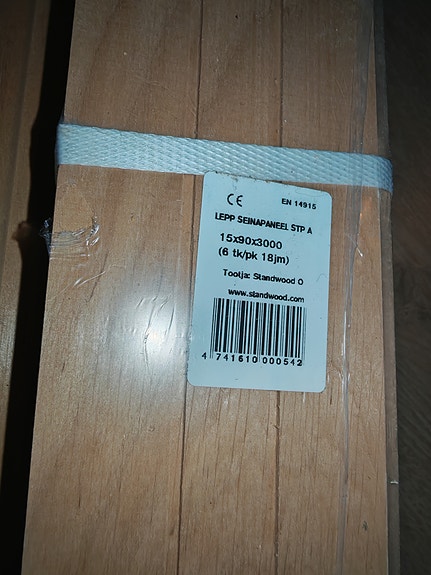 CE EN 14915
LEPP SEINAPANEEL STP A
15x90x3000
(6 tk/pk 18jm)
Tootja: Standwood O
www.standwood.com
4 741610 000542